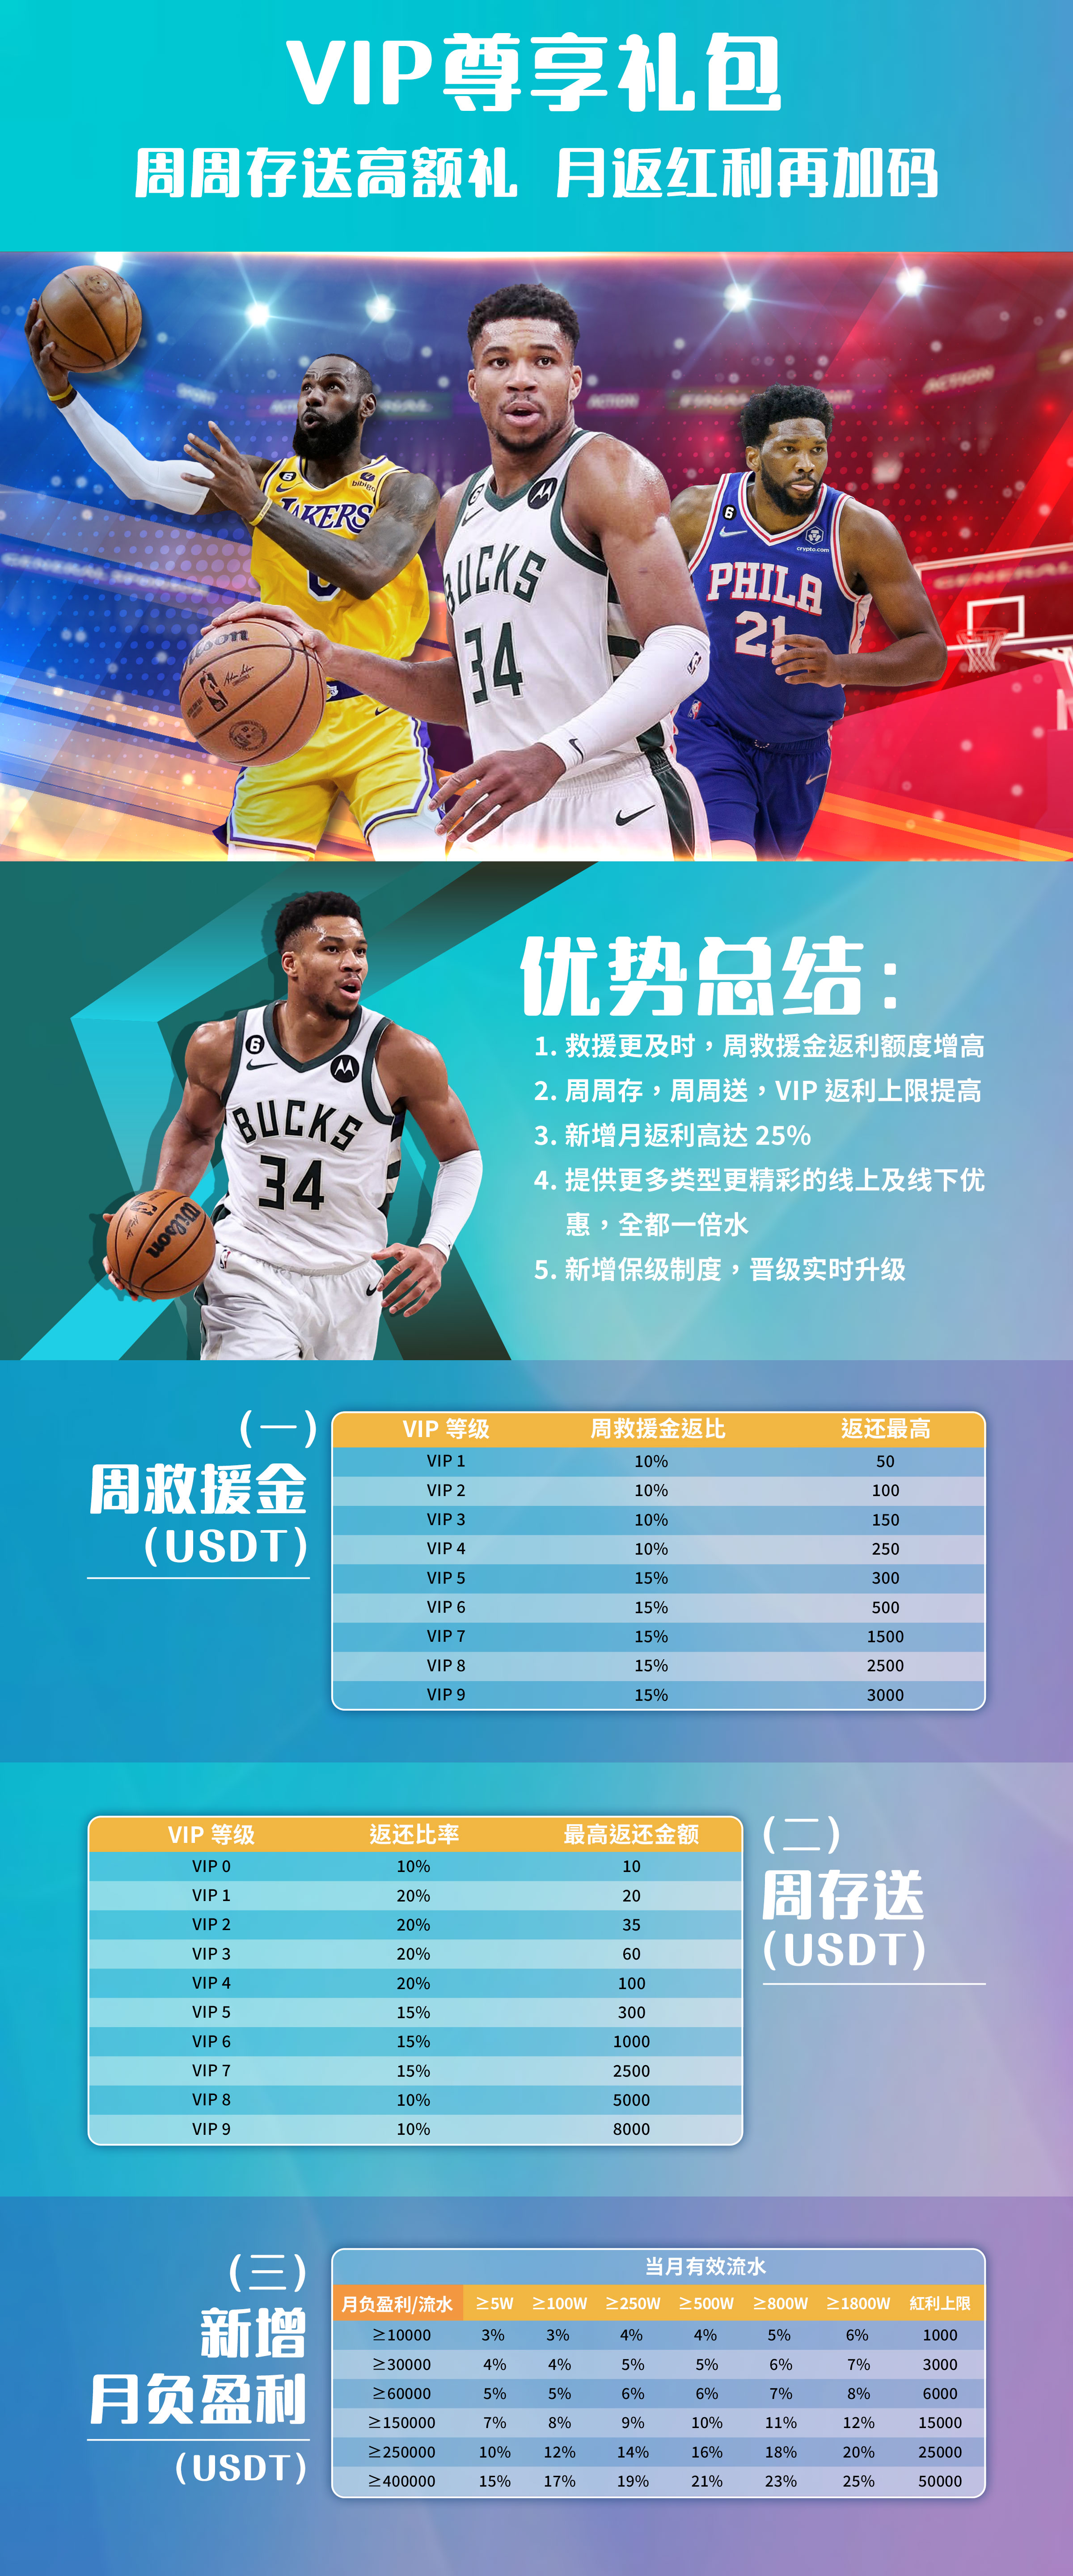 VIP尊享礼包
周周存送高额礼 月返红利再加码
6
bibigo
LAKERS
BUCKS
34
6
crypto.com
PHILA
21
Wilson
ACTION
GENERAL
优势总结：
1. 救援更及时，周救援金返利额度增高
2. 周周存，周周送，VIP 返利上限提高
3. 新增月返利高达 25%
4. 提供更多类型更精彩的线上及线下优
惠，全都一倍水
5. 新增保级制度，晋级实时升级
6
BUCKS
34
Wilson
(一)
周救援金
(USDT)
VIP 等级 周救援金返比 返还最高
VIP 1 10% 50
VIP 2 10% 100
VIP 3 10% 150
VIP 4 10% 250
VIP 5 15% 300
VIP 6 15% 500
VIP 7 15% 1500
VIP 8 15% 2500
VIP 9 15% 3000
(二)
周存送
(USDT)
VIP 等级 返还比率 最高返还金额
VIP 0 10% 10
VIP 1 20% 20
VIP 2 20% 35
VIP 3 20% 60
VIP 4 20% 100
VIP 5 15% 300
VIP 6 15% 1000
VIP 7 15% 2500
VIP 8 10% 5000
VIP 9 10% 8000
(三)
新增
月负盈利
(USDT)
当月有效流水
月负盈利/流水 ≥5W ≥100W ≥250W ≥500W ≥800W ≥1800W 紅利上限
≥10000 3% 3% 4% 4% 5% 6% 1000
≥30000 4% 4% 5% 5% 6% 7% 3000
≥60000 5% 5% 6% 6% 7% 8% 6000
≥150000 7% 8% 9% 10% 11% 12% 15000
≥250000 10% 12% 14% 16% 18% 20% 25000
≥400000 15% 17% 19% 21% 23% 25% 50000